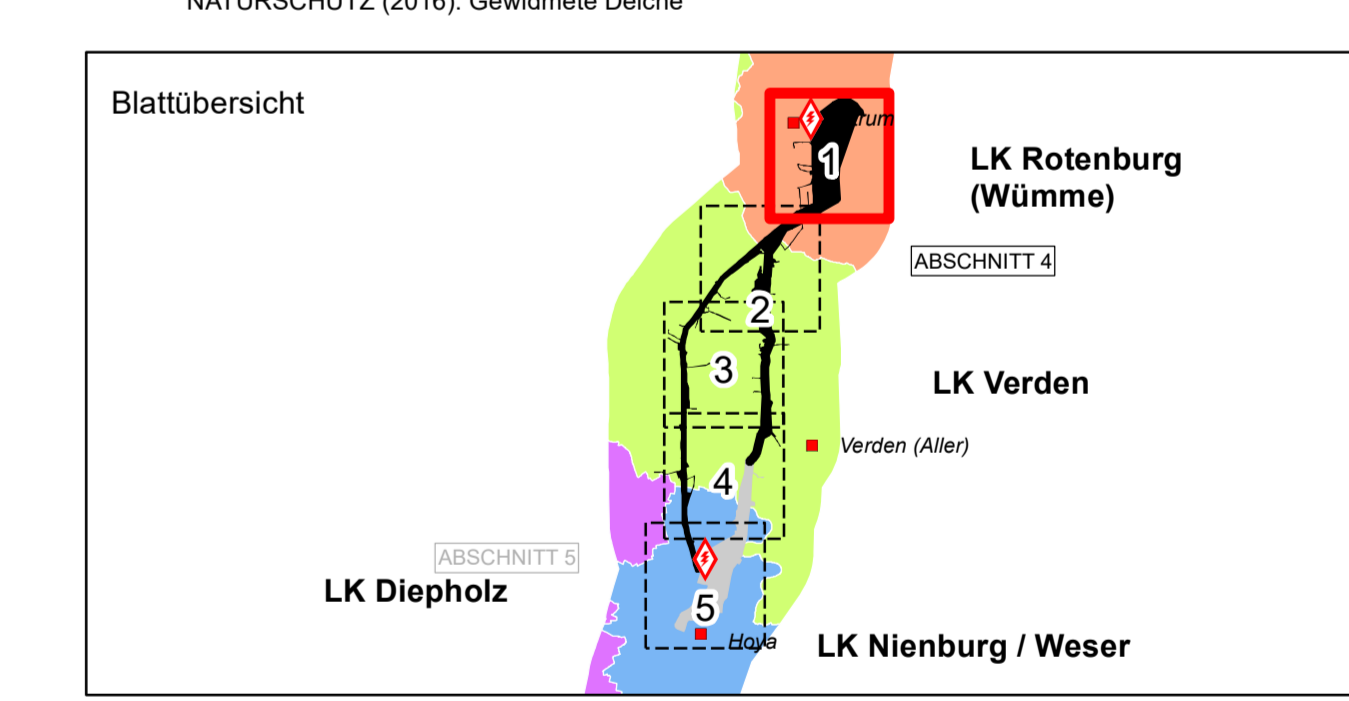 NATURSCHUTZ (2016): Gewidmete Deiche
Blattübersicht
1
LK Rotenburg
(Wümme)
ABSCHNITT 4
2
3
LK Verden
Verden (Aller)
4
ABSCHNITT 5
LK Diepholz
5
Hoya
LK Nienburg / Weser